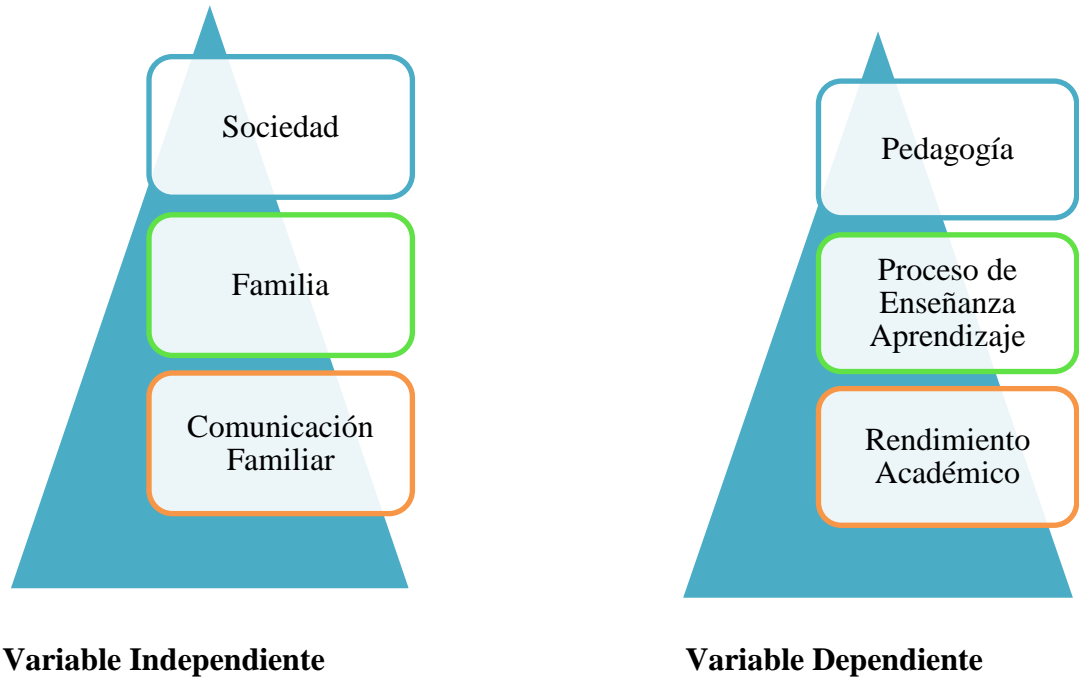 Sociedad
Familia
Comunicación
Familiar
Variable Independiente
Pedagogía
Proceso de
Enseñanza
Aprendizaje
Rendimiento
Académico
Variable Dependiente